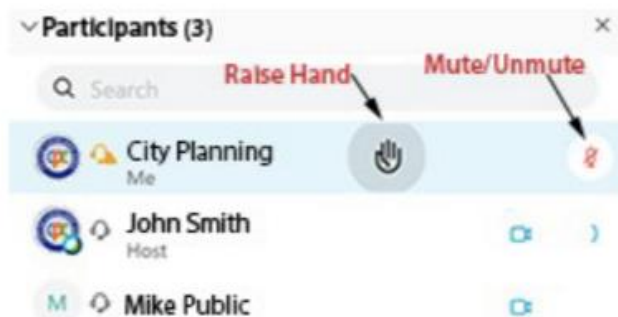 Participants (3)
Search
Raise Hand
Mute/Unmute
City Planning
Me
John Smith
Host
M
Mike Public